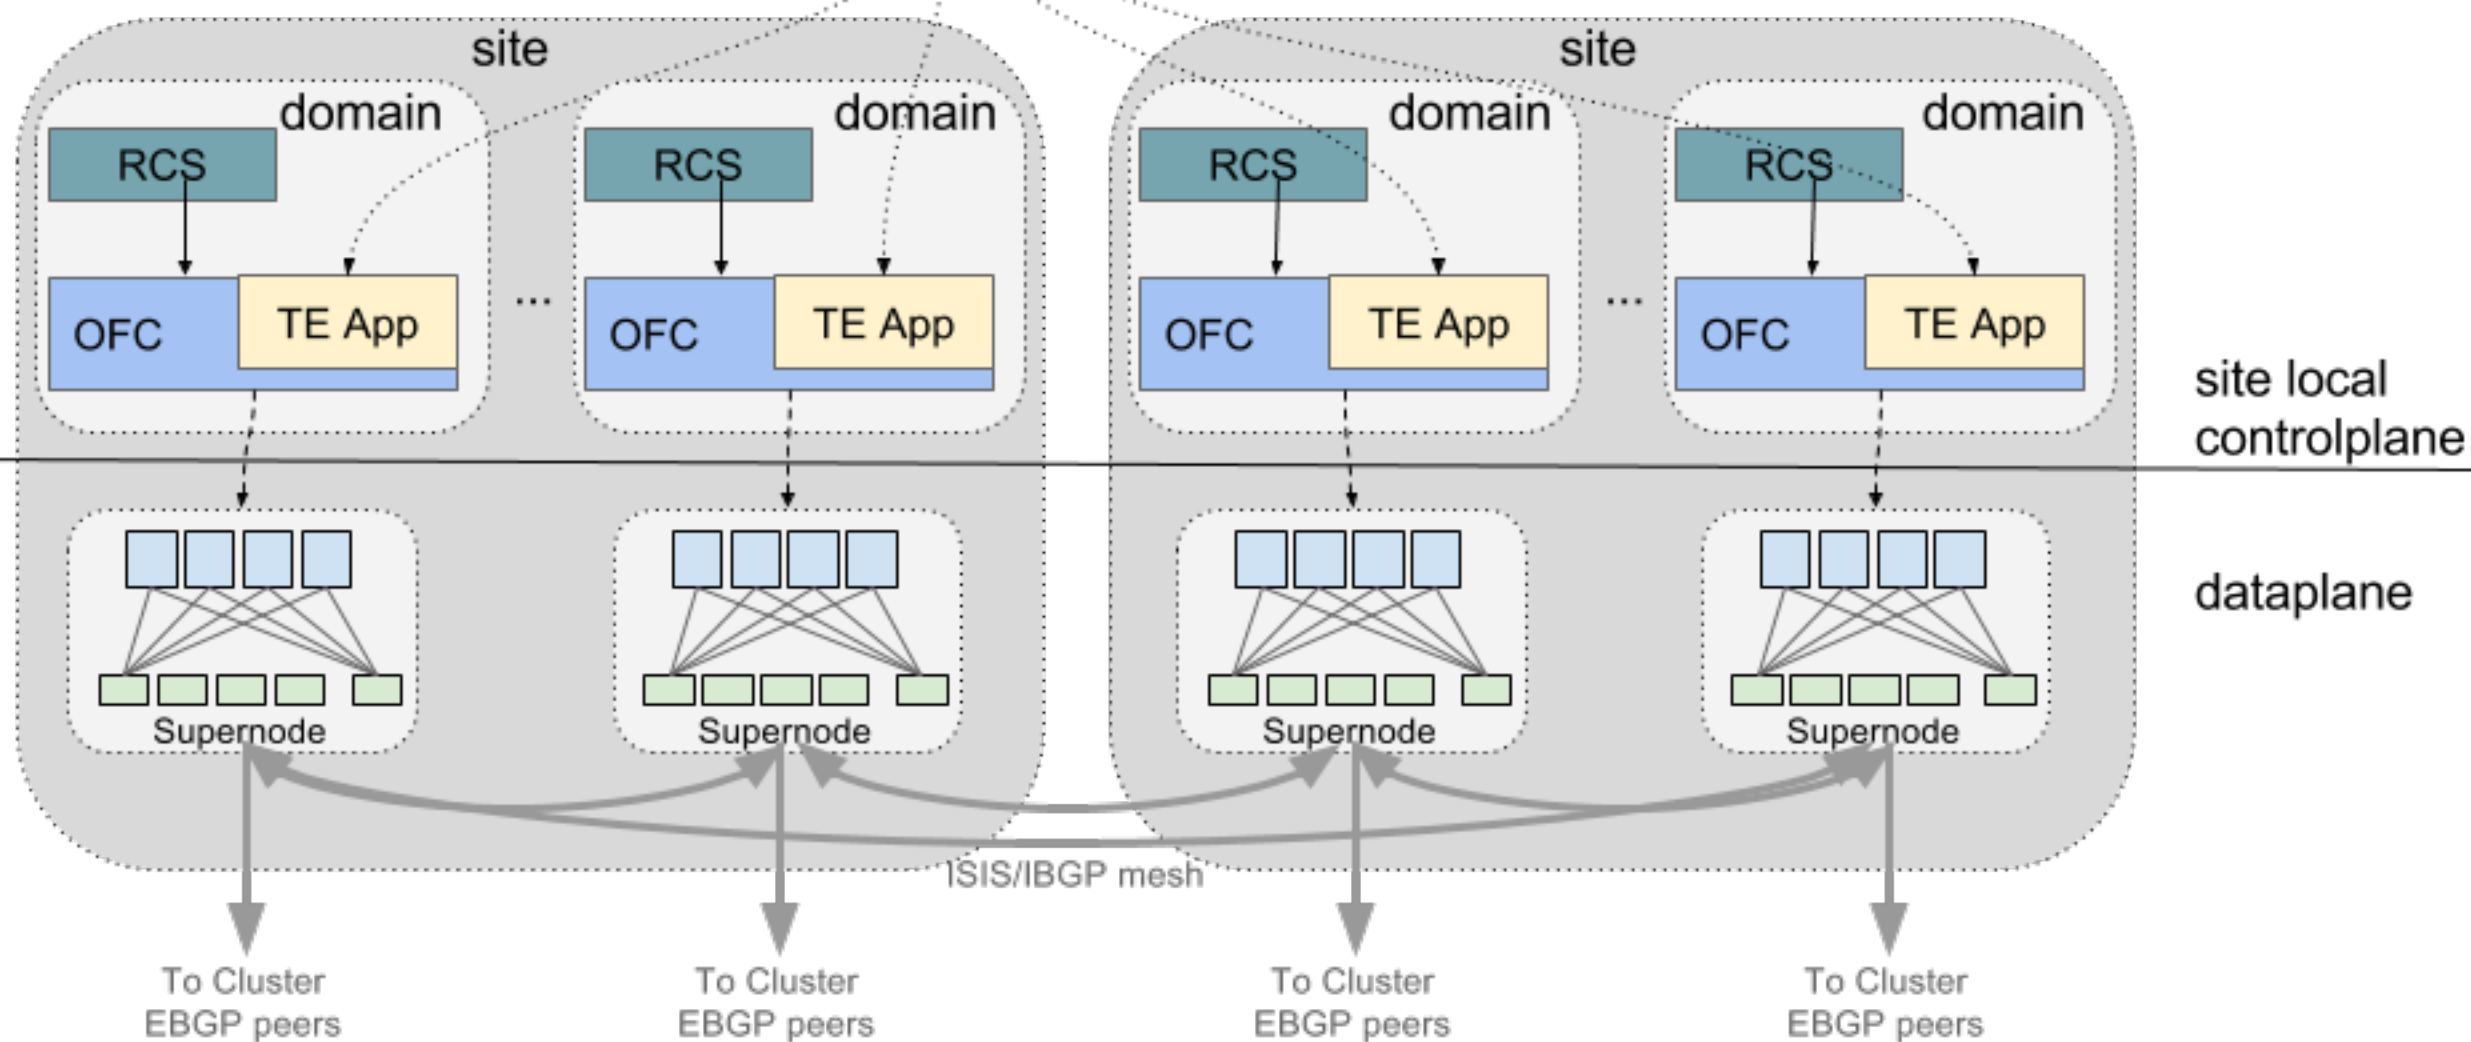 site
site
domain
domain
domain
domain
RCS
RCS
RCS
RCS
OFC
TE App
...
OFC
TE App
OFC
TE App
...
OFC
TE App
site local
controlplane
dataplane
Supernode
Supernode
Supernode
Supernode
ISIS/IBGP mesh
To Cluster
EBGP peers
To Cluster
EBGP peers
To Cluster
EBGP peers
To Cluster
EBGP peers